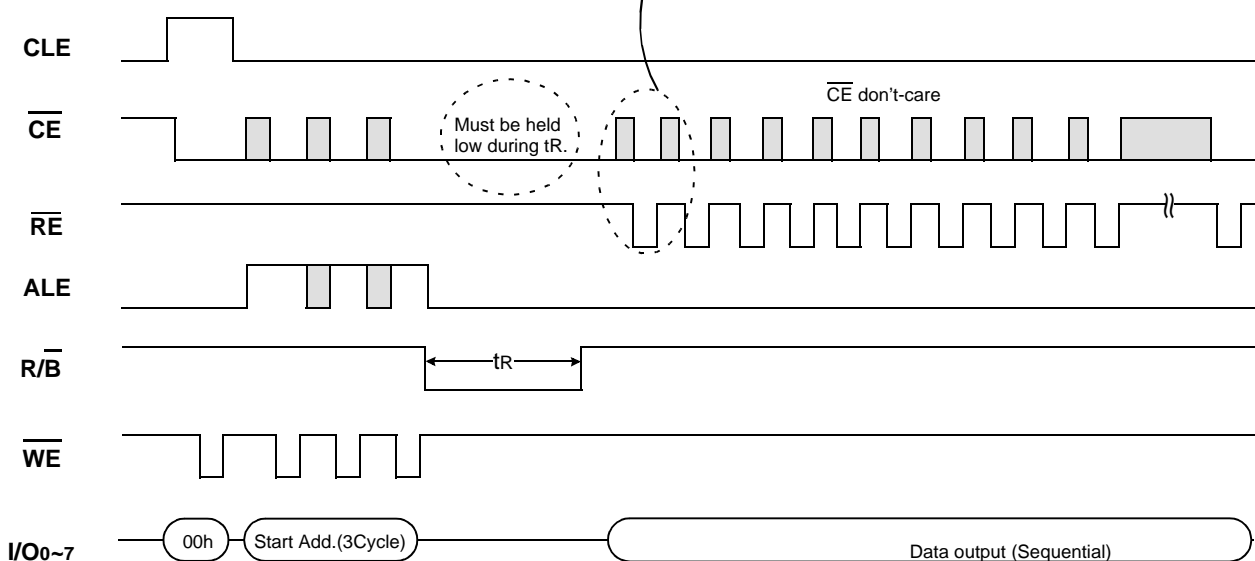 CLE
CE don't-care
CE
Must be held
low during tR.
RE
ALE
R/B
tR
WE
I/O0~7
00h
Start Add.(3Cycle)
Data output (Sequential)